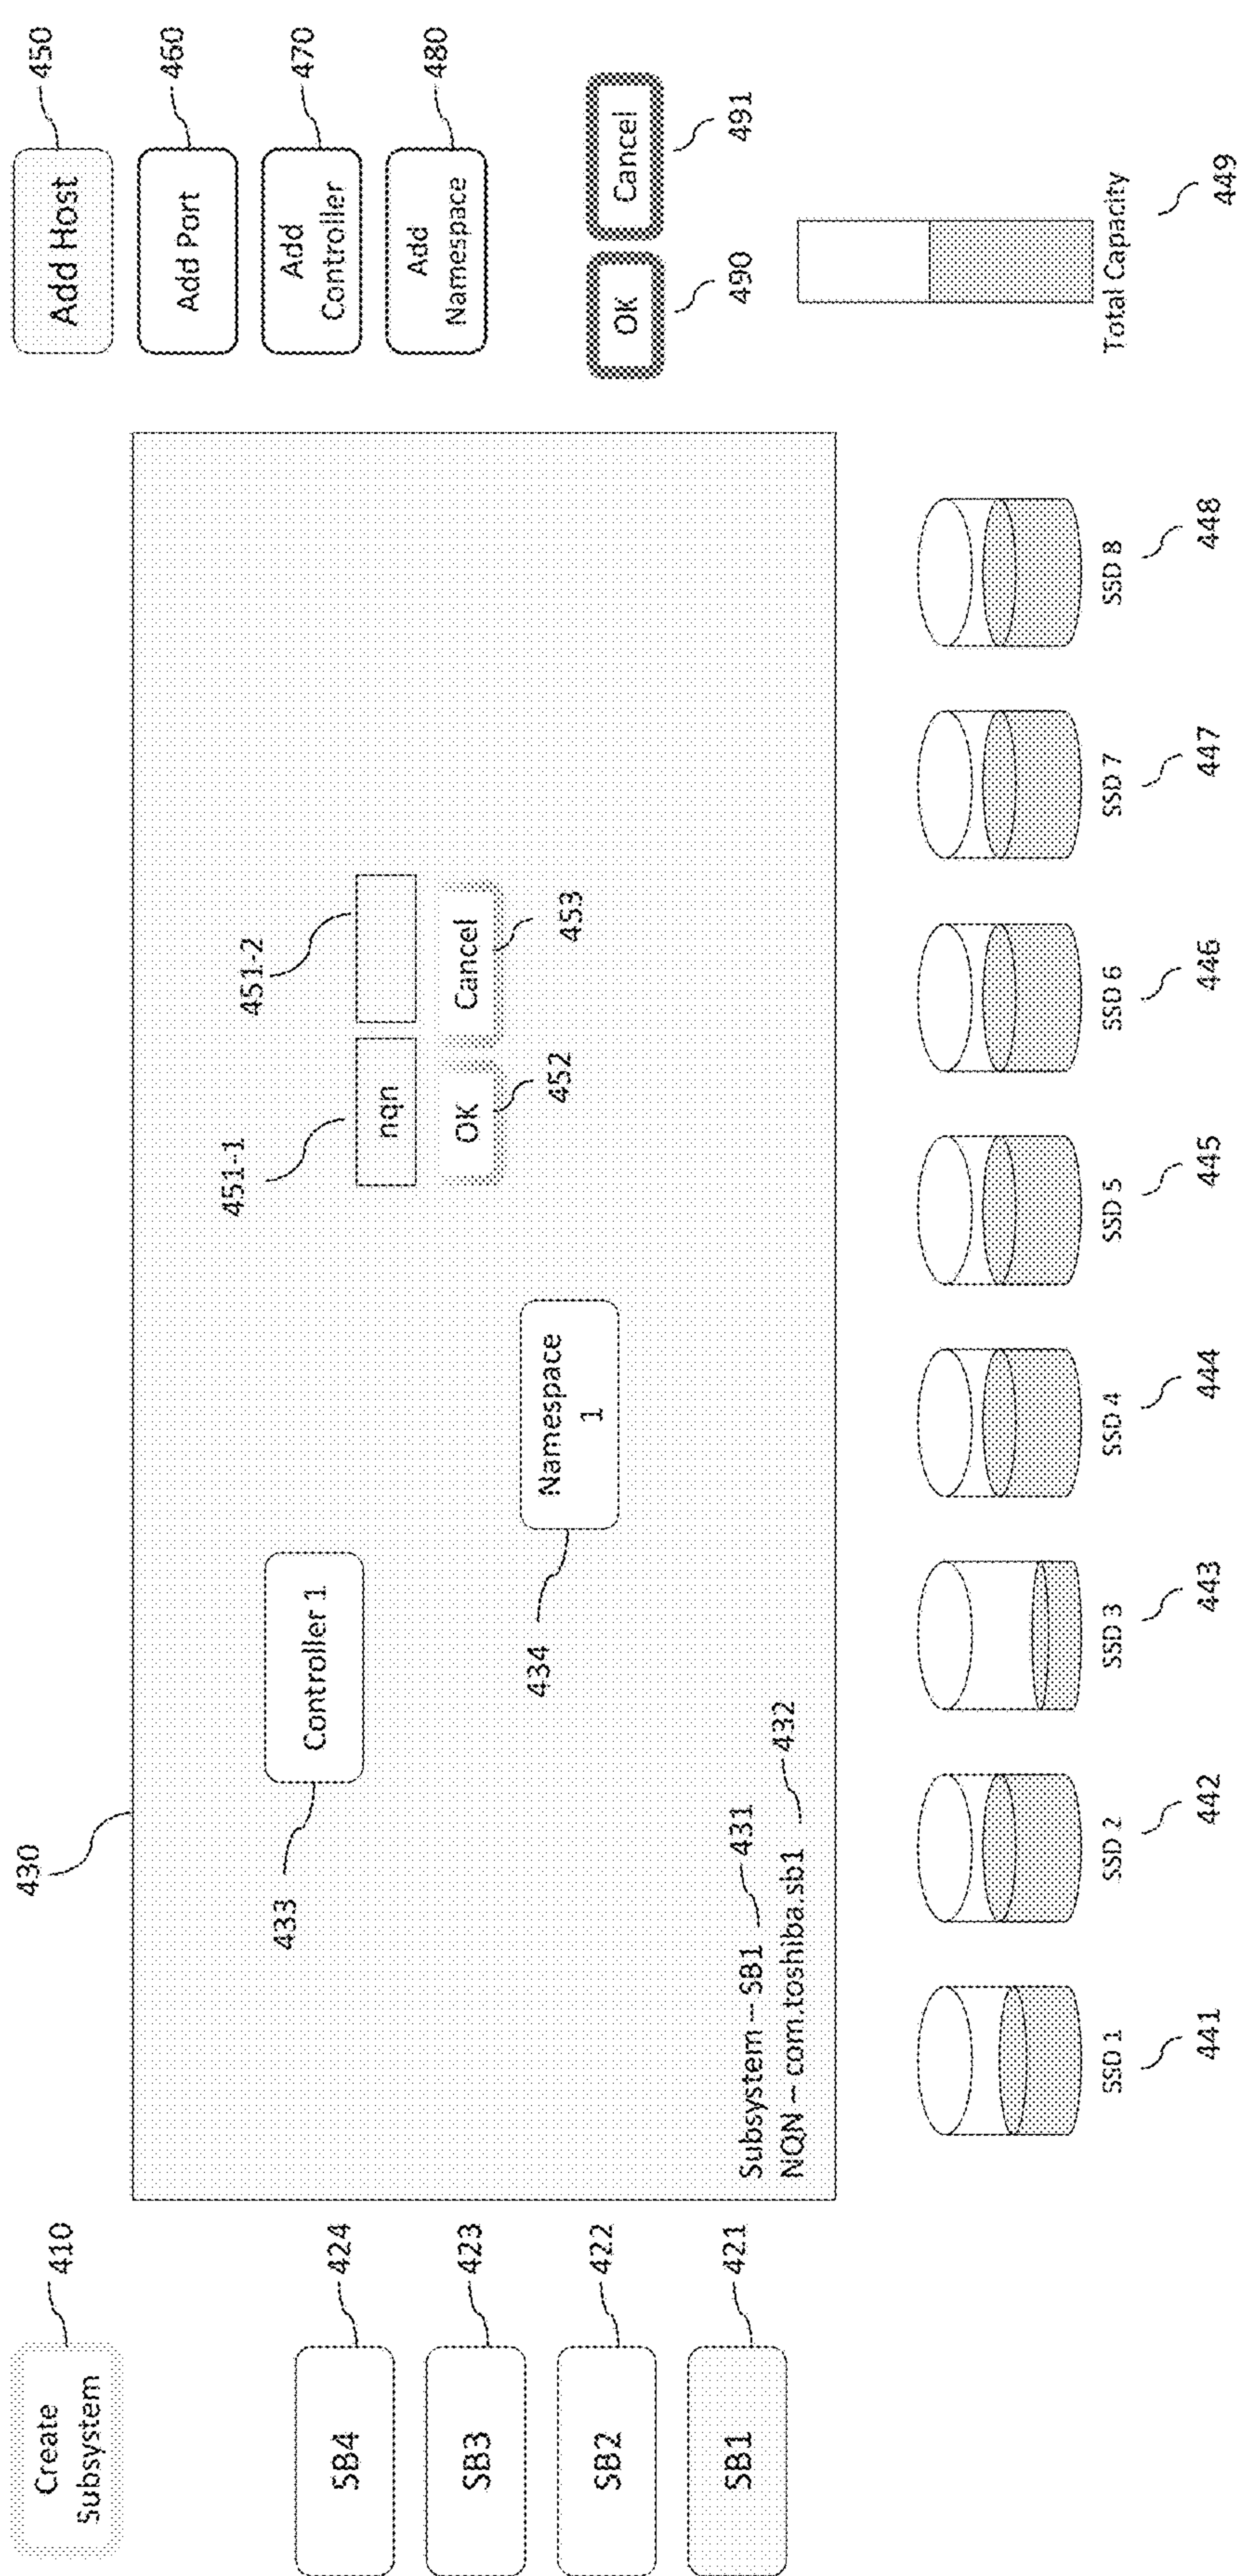 Create
Subsystem
410
SB4
424
SB3
423
SB2
422
SB1
421
430
Controller 1
433
Namespace
1
434
451-1
451-2
nqn
OK
Cancel
452
453
Subsystem – SB1
431
NQN – com.toshiba.sb1
432
Add Host
450
Add Port
460
Add
Controller
470
Add
Namespace
480
OK
Cancel
490
491
SSD 1
441
SSD 2
442
SSD 3
443
SSD 4
444
SSD 5
445
SSD 6
446
SSD 7
447
SSD 8
448
Total Capacity
449